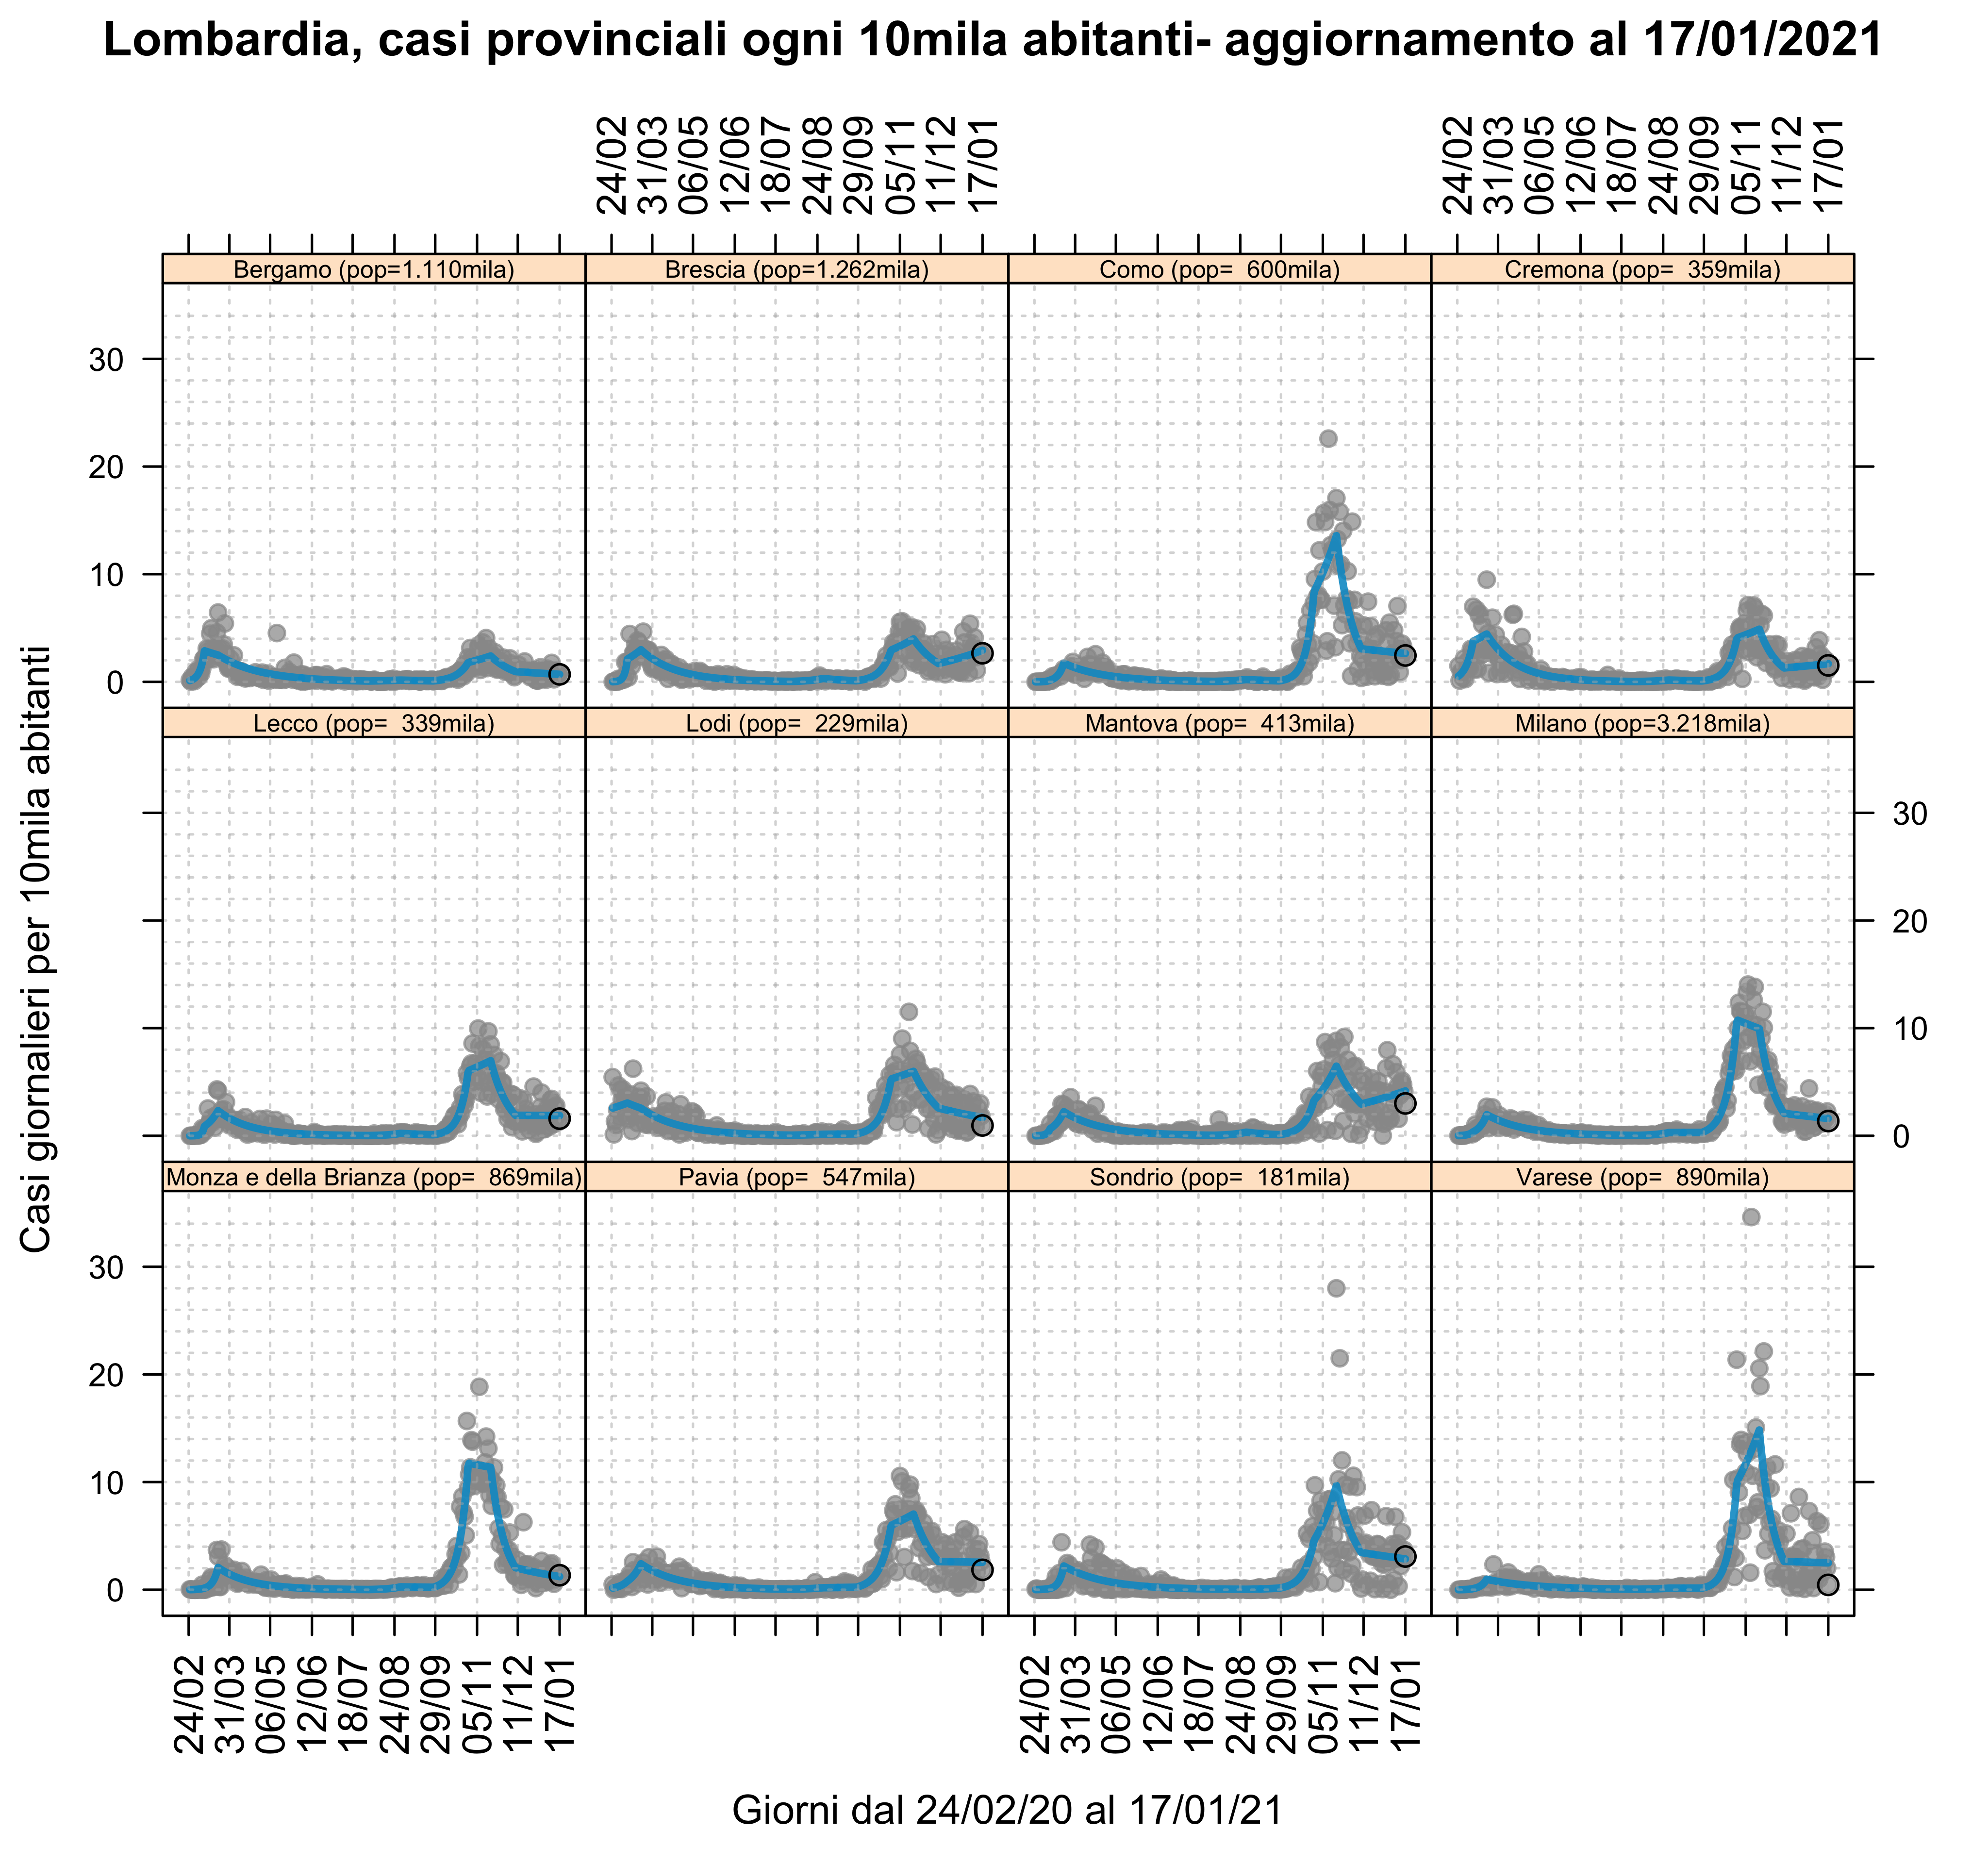 Lombardia, casi provinciali ogni 10mila abitanti- aggiornamento al 17/01/2021
24/02 31/03 06/05 12/06 18/07 24/08 29/09 05/11 11/12 17/01 24/02 31/03 06/05 12/06 18/07 24/08 29/09 05/11 11/12 17/01
Bergamo (pop=1.110mila) Brescia (pop=1.262mila) Como (pop=  600mila) Cremona (pop=  359mila)
30
20
10
0
Lecco (pop=  339mila) Lodi (pop=  229mila) Mantova (pop=  413mila) Milano (pop=3.218mila)
30
20
10
0
Monza e della Brianza (pop=  869mila) Pavia (pop=  547mila) Sondrio (pop=  181mila) Varese (pop=  890mila)
30
20
10
0
Casi giornalieri per 10mila abitanti
24/02 31/03 06/05 12/06 18/07 24/08 29/09 05/11 11/12 17/01 24/02 31/03 06/05 12/06 18/07 24/08 29/09 05/11 11/12 17/01
Giorni dal 24/02/20 al 17/01/21